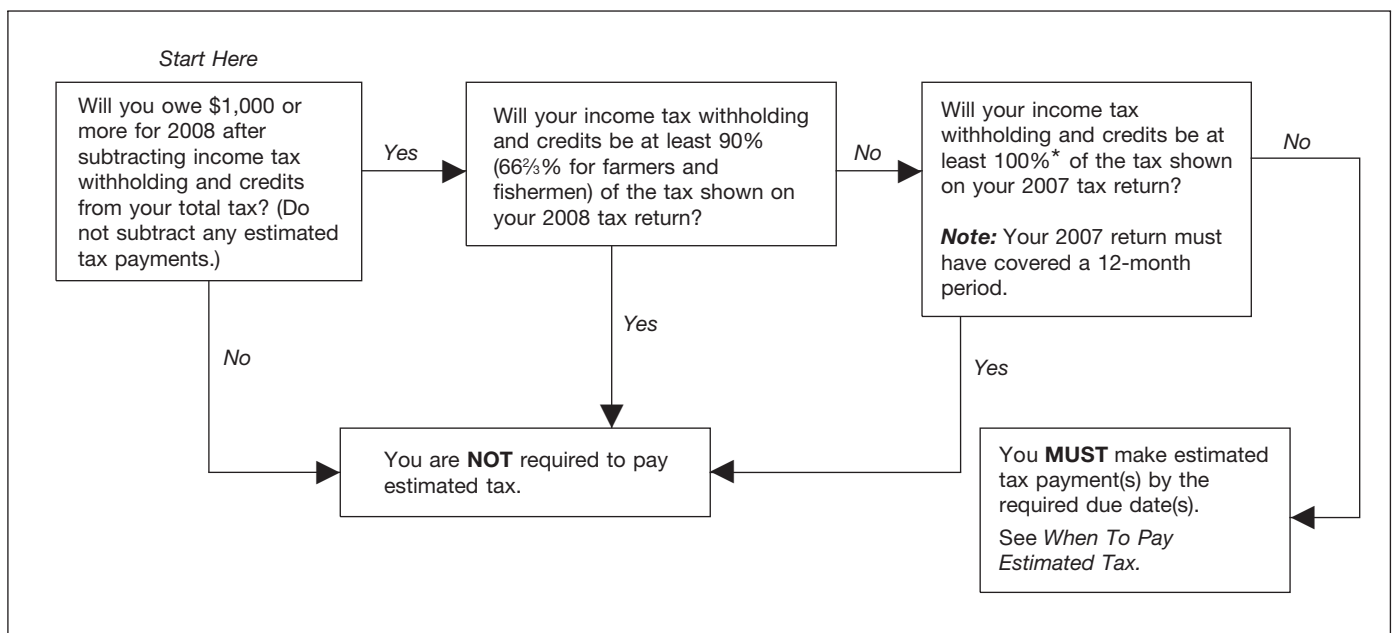 Start Here
Will you owe $1,000 or
more for 2008 after
subtracting income tax
withholding and credits
from your total tax? (Do
not subtract any estimated
tax payments.)
Yes
Will your income tax withholding
and credits be at least 90%
(66⅔% for farmers and
fishermen) of the tax shown on
your 2008 tax return?
No
Will your income tax
withholding and credits be at
least 100%* of the tax shown
on your 2007 tax return?
Note: Your 2007 return must
have covered a 12-month
period.
No
No
Yes
Yes
You are NOT required to pay
estimated tax.
You MUST make estimated
tax payment(s) by the
required due date(s).
See When To Pay
Estimated Tax.